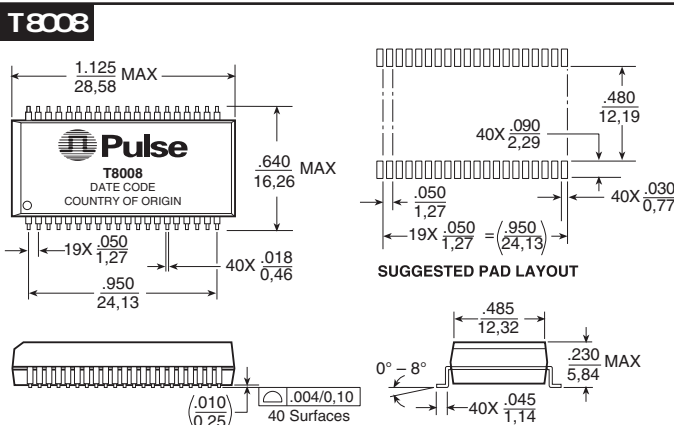 T8008
1.125 MAX
28,58
Pulse
T8008
DATE CODE
COUNTRY OF ORIGIN
.640 MAX
16,26
19X .050
1,27
40X .018
0,46
.950
24,13
.480
12,19
40X .090
2,29
.050
1,27
40X .030
0,77
19X .050 = (.950)
1,27 24,13
SUGGESTED PAD LAYOUT
(.010)
0,25
.004/0,10
40 Surfaces
.485
12,32
0° – 8°
.230 MAX
5,84
40X .045
1,14